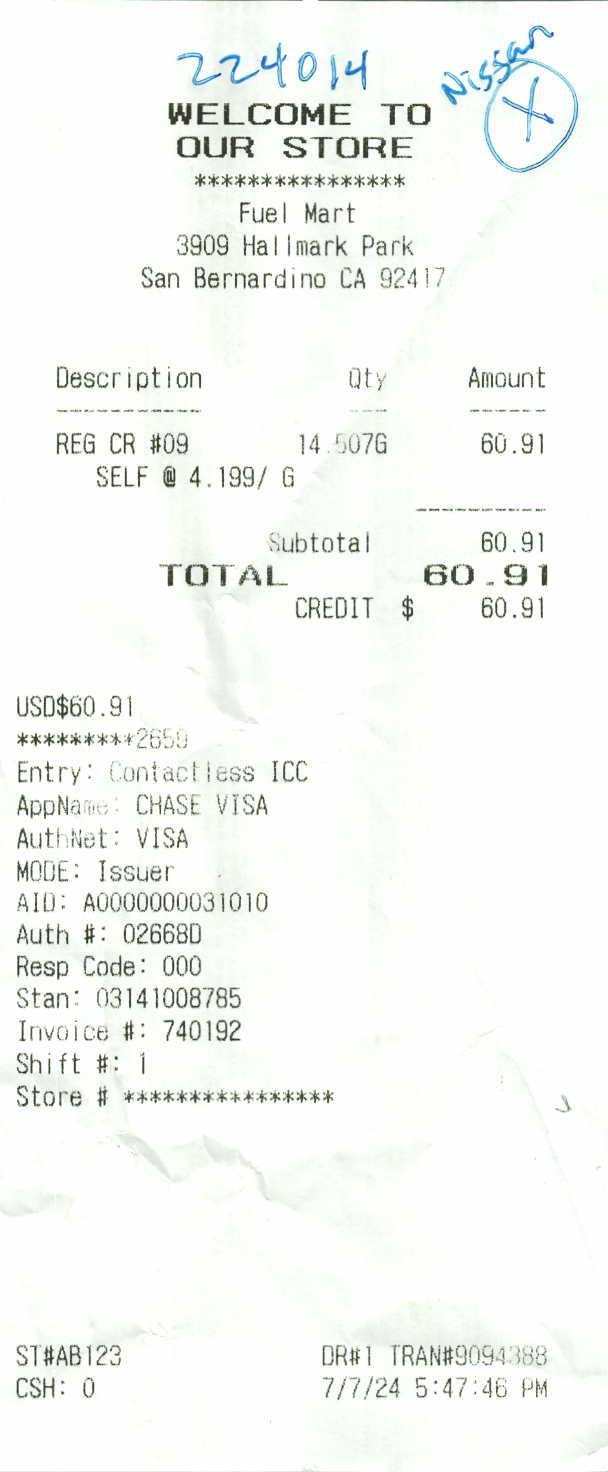 224014 Nissan X
WELCOME TO
OUR STORE
****************
Fuel Mart
3909 Hallmark Park
San Bernardino CA 92417
Description Qty Amount
----------- --- ------
REG CR #09 14.507G 60.91
SELF @ 4.199/ G
----------
Subtotal 60.91
TOTAL 60.91
CREDIT $ 60.91
USD$60.91
*********2659
Entry: Contactless ICC
AppName: CHASE VISA
AuthNet: VISA
MODE: Issuer
AID: A0000000031010
Auth #: 02668D
Resp Code: 000
Stan: 03141008785
Invoice #: 740192
Shift #: 1
Store # ****************
ST#AB123 DR#1 TRAN#9094388
CSH: 0 7/7/24 5:47:46 PM